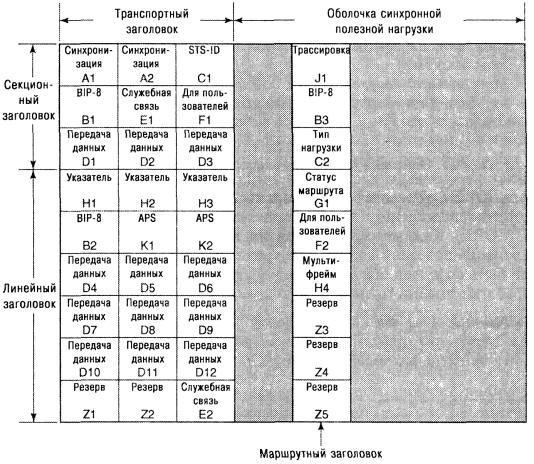 Транспортный
заголовок
Оболочка синхронной
полезной нагрузки
Секцион-
ный
заголовок
Синхрони-
зация
A1
Синхрони-
зация
A2
STS-ID
C1
Трассировка
J1
BIP-8
B1
Служебная
связь
E1
Для поль-
зователей
F1
BIP-8
B3
Передача
данных
D1
Передача
данных
D2
Передача
данных
D3
Тип
нагрузки
C2
Линейный
заголовок
Указатель
H1
Указатель
H2
Указатель
H3
Статус
маршрута
G1
BIP-8
B2
APS
K1
APS
K2
Для поль-
зователей
F2
Передача
данных
D4
Передача
данных
D5
Передача
данных
D6
Мульти-
фрейм
H4
Передача
данных
D7
Передача
данных
D8
Передача
данных
D9
Резерв
Z3
Передача
данных
D10
Передача
данных
D11
Передача
данных
D12
Резерв
Z4
Резерв
Z1
Резерв
Z2
Служебная
связь
E2
Резерв
Z5
Маршрутный заголовок